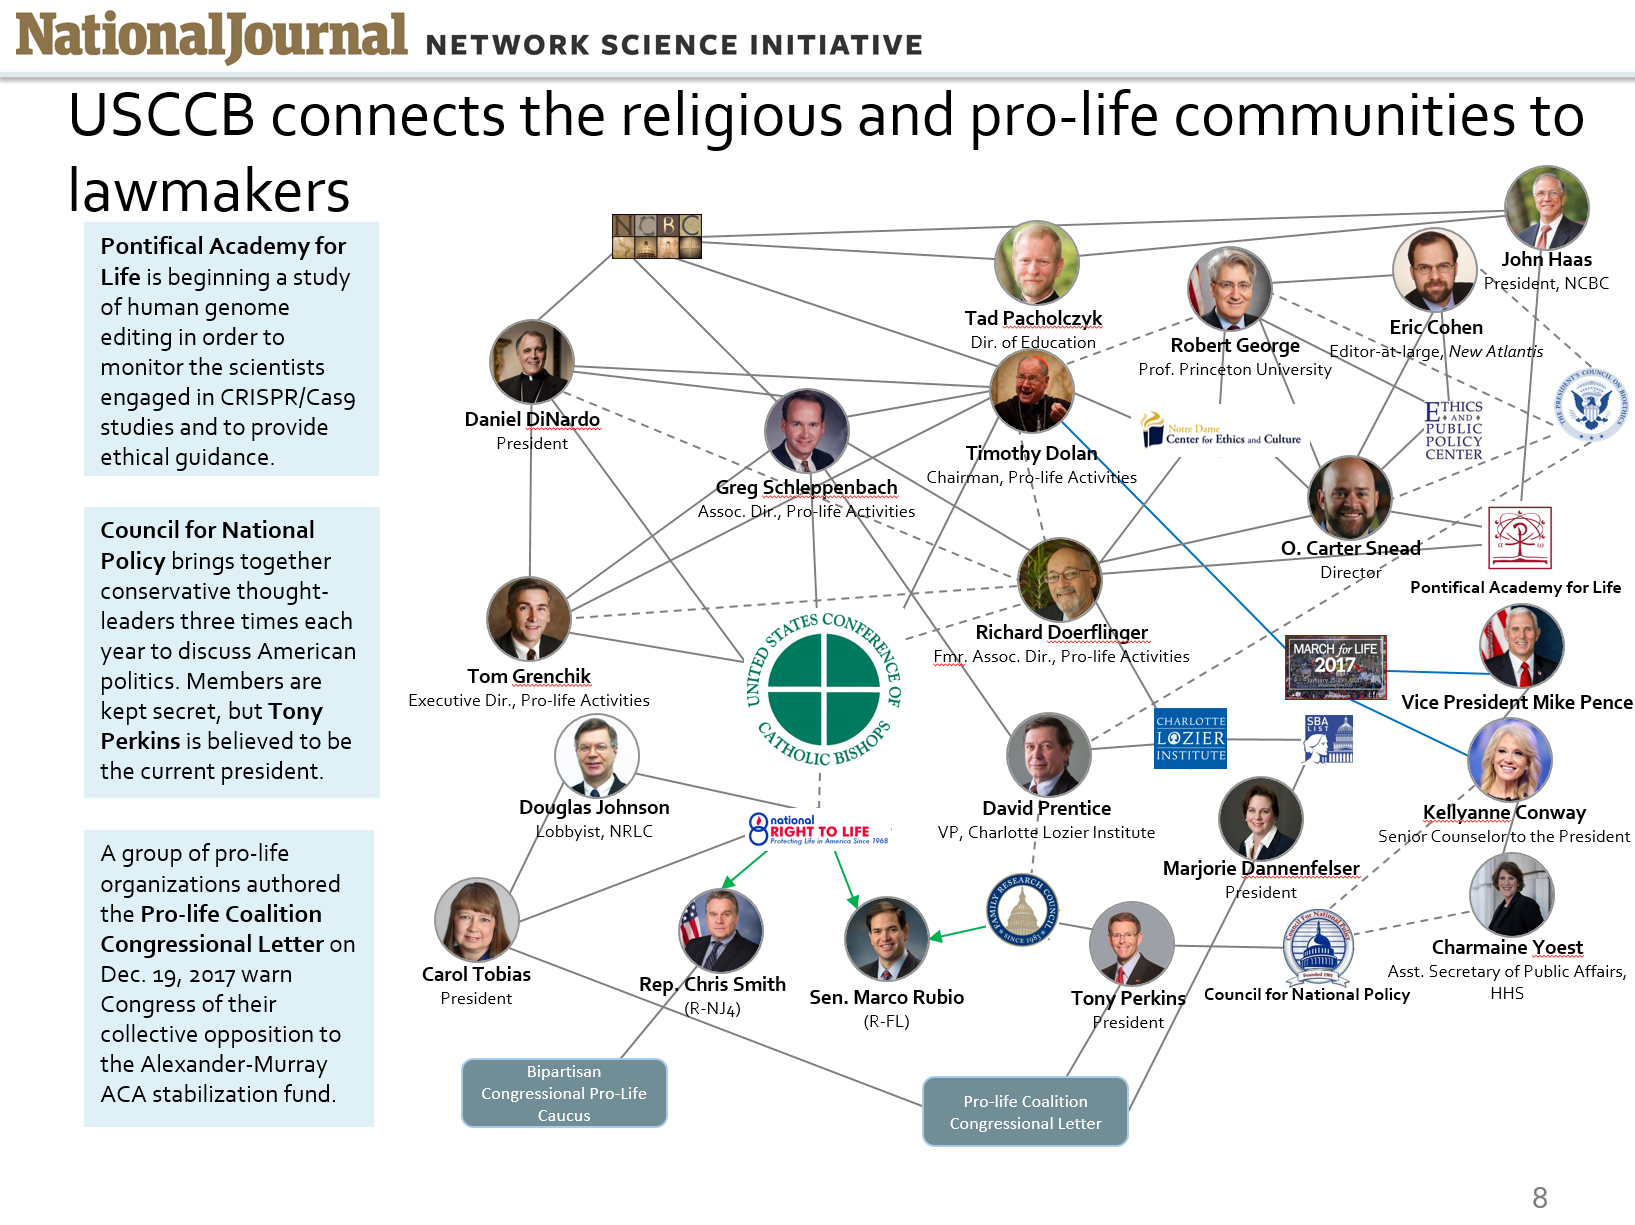 NationalJournal NETWORK SCIENCE INITIATIVE
USCCB connects the religious and pro-life communities to
lawmakers
Pontifical Academy for
Life is beginning a study
of human genome
editing in order to
monitor the scientists
engaged in CRISPR/Cas9
studies and to provide
ethical guidance.
Council for National
Policy brings together
conservative thought-
leaders three times each
year to discuss American
politics. Members are
kept secret, but Tony
Perkins is believed to be
the current president.
A group of pro-life
organizations authored
the Pro-life Coalition
Congressional Letter on
Dec. 19, 2017 warn
Congress of their
collective opposition to
the Alexander-Murray
ACA stabilization fund.
NCBC
John Haas
President, NCBC
Tad Pacholczyk
Dir. of Education
Robert George
Prof. Princeton University
Eric Cohen
Editor-at-large, New Atlantis
THE PRESIDENT'S COUNCIL ON BIOETHICS
Daniel DiNardo
President
Greg Schleppenbach
Assoc. Dir., Pro-life Activities
Timothy Dolan
Chairman, Pro-life Activities
Notre Dame
Center for Ethics and Culture
ETHICS
AND
PUBLIC
POLICY
CENTER
O. Carter Snead
Director
Pontifical Academy for Life
Tom Grenchik
Executive Dir., Pro-life Activities
UNITED STATES CONFERENCE OF
CATHOLIC BISHOPS
Richard Doerflinger
Fmr. Assoc. Dir., Pro-life Activities
MARCH for LIFE
2017
Vice President Mike Pence
Douglas Johnson
Lobbyist, NRLC
national
RIGHT TO LIFE
Protecting Life in America Since 1968
David Prentice
VP, Charlotte Lozier Institute
CHARLOTTE
LOZIER
INSTITUTE
SBA
LIST
Kellyanne Conway
Senior Counselor to the President
Marjorie Dannenfelser
President
Carol Tobias
President
Rep. Chris Smith
(R-NJ4)
Sen. Marco Rubio
(R-FL)
FAMILY RESEARCH COUNCIL
SINCE 1983
Tony Perkins
President
Council For National Policy
Founded 1981
Council for National Policy
Charmaine Yoest
Asst. Secretary of Public Affairs,
HHS
Bipartisan
Congressional Pro-Life
Caucus
Pro-life Coalition
Congressional Letter
8